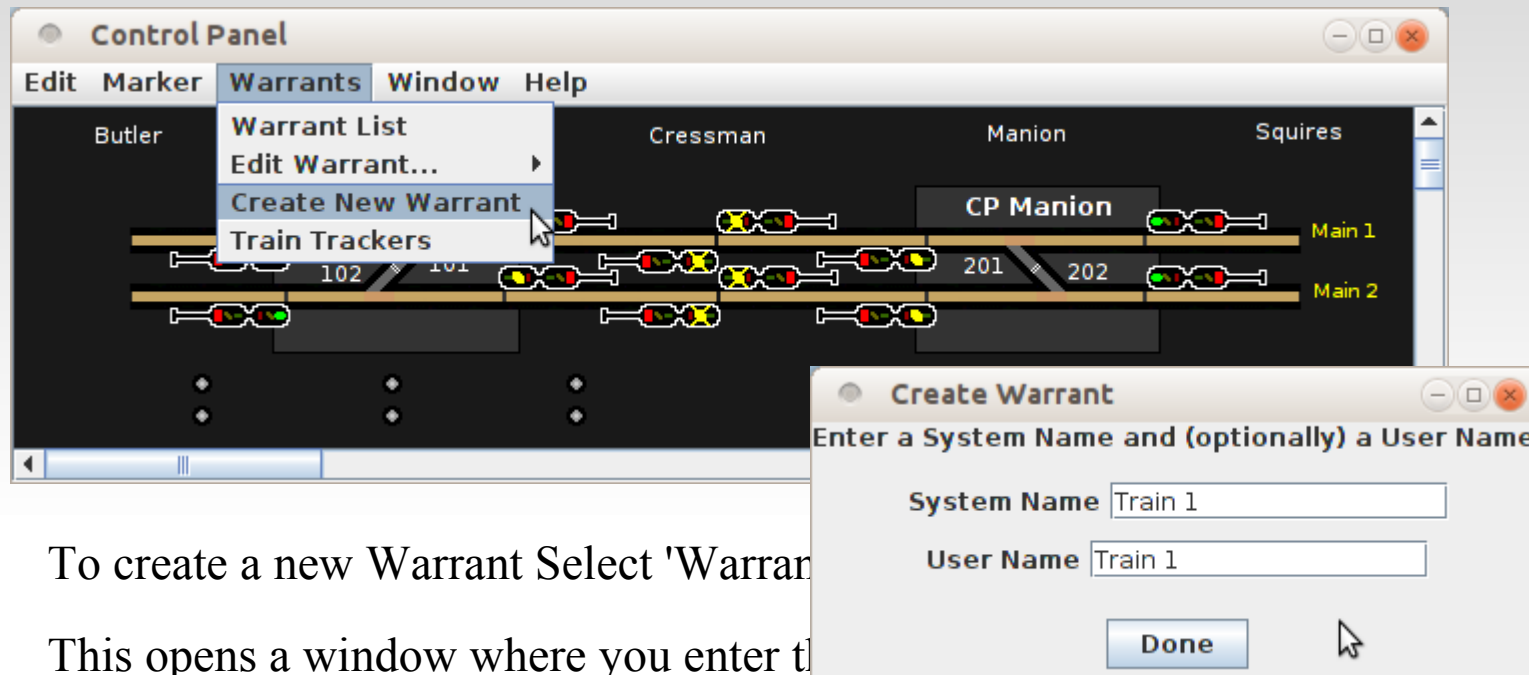 Control Panel
Edit Marker Warrants Window Help
Warrant List
Edit Warrant...
Create New Warrant
Train Trackers
Butler Cressman Manion Squires
CP Manion
Main 1
102 101 201 202
Main 2
Create Warrant
Enter a System Name and (optionally) a User Name
System Name Train 1
User Name Train 1
Done
To create a new Warrant Select 'Warran
This opens a window where you enter t